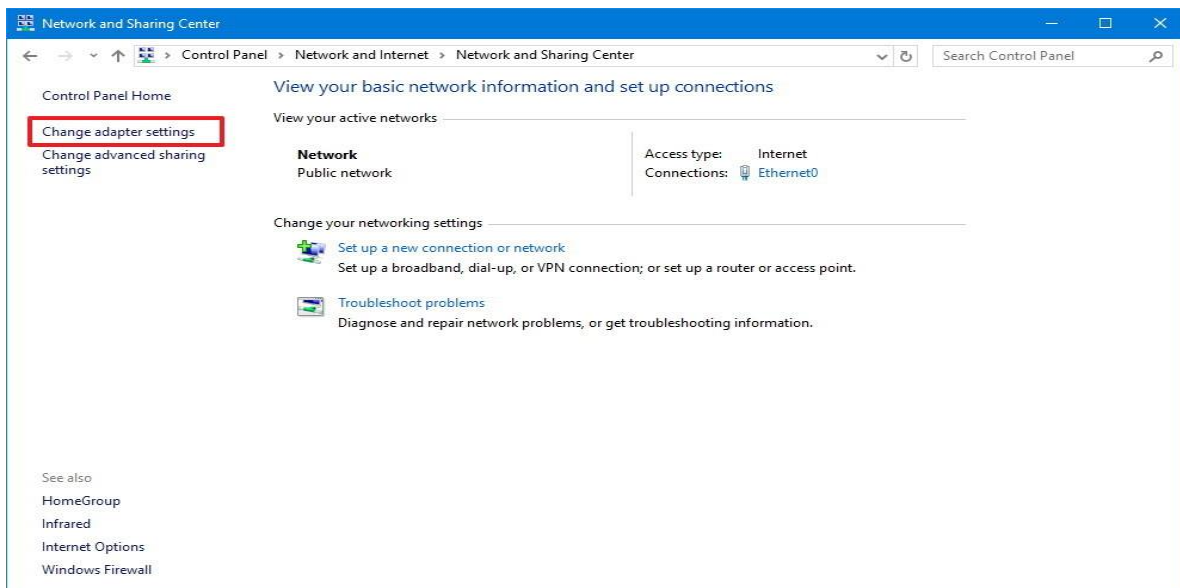 Network and Sharing Center
Control Panel > Network and Internet > Network and Sharing Center
Search Control Panel
Control Panel Home
Change adapter settings
Change advanced sharing
settings
View your basic network information and set up connections
View your active networks
Network
Public network
Access type: Internet
Connections: Ethernet0
Change your networking settings
Set up a new connection or network
Set up a broadband, dial-up, or VPN connection; or set up a router or access point.
Troubleshoot problems
Diagnose and repair network problems, or get troubleshooting information.
See also
HomeGroup
Infrared
Internet Options
Windows Firewall